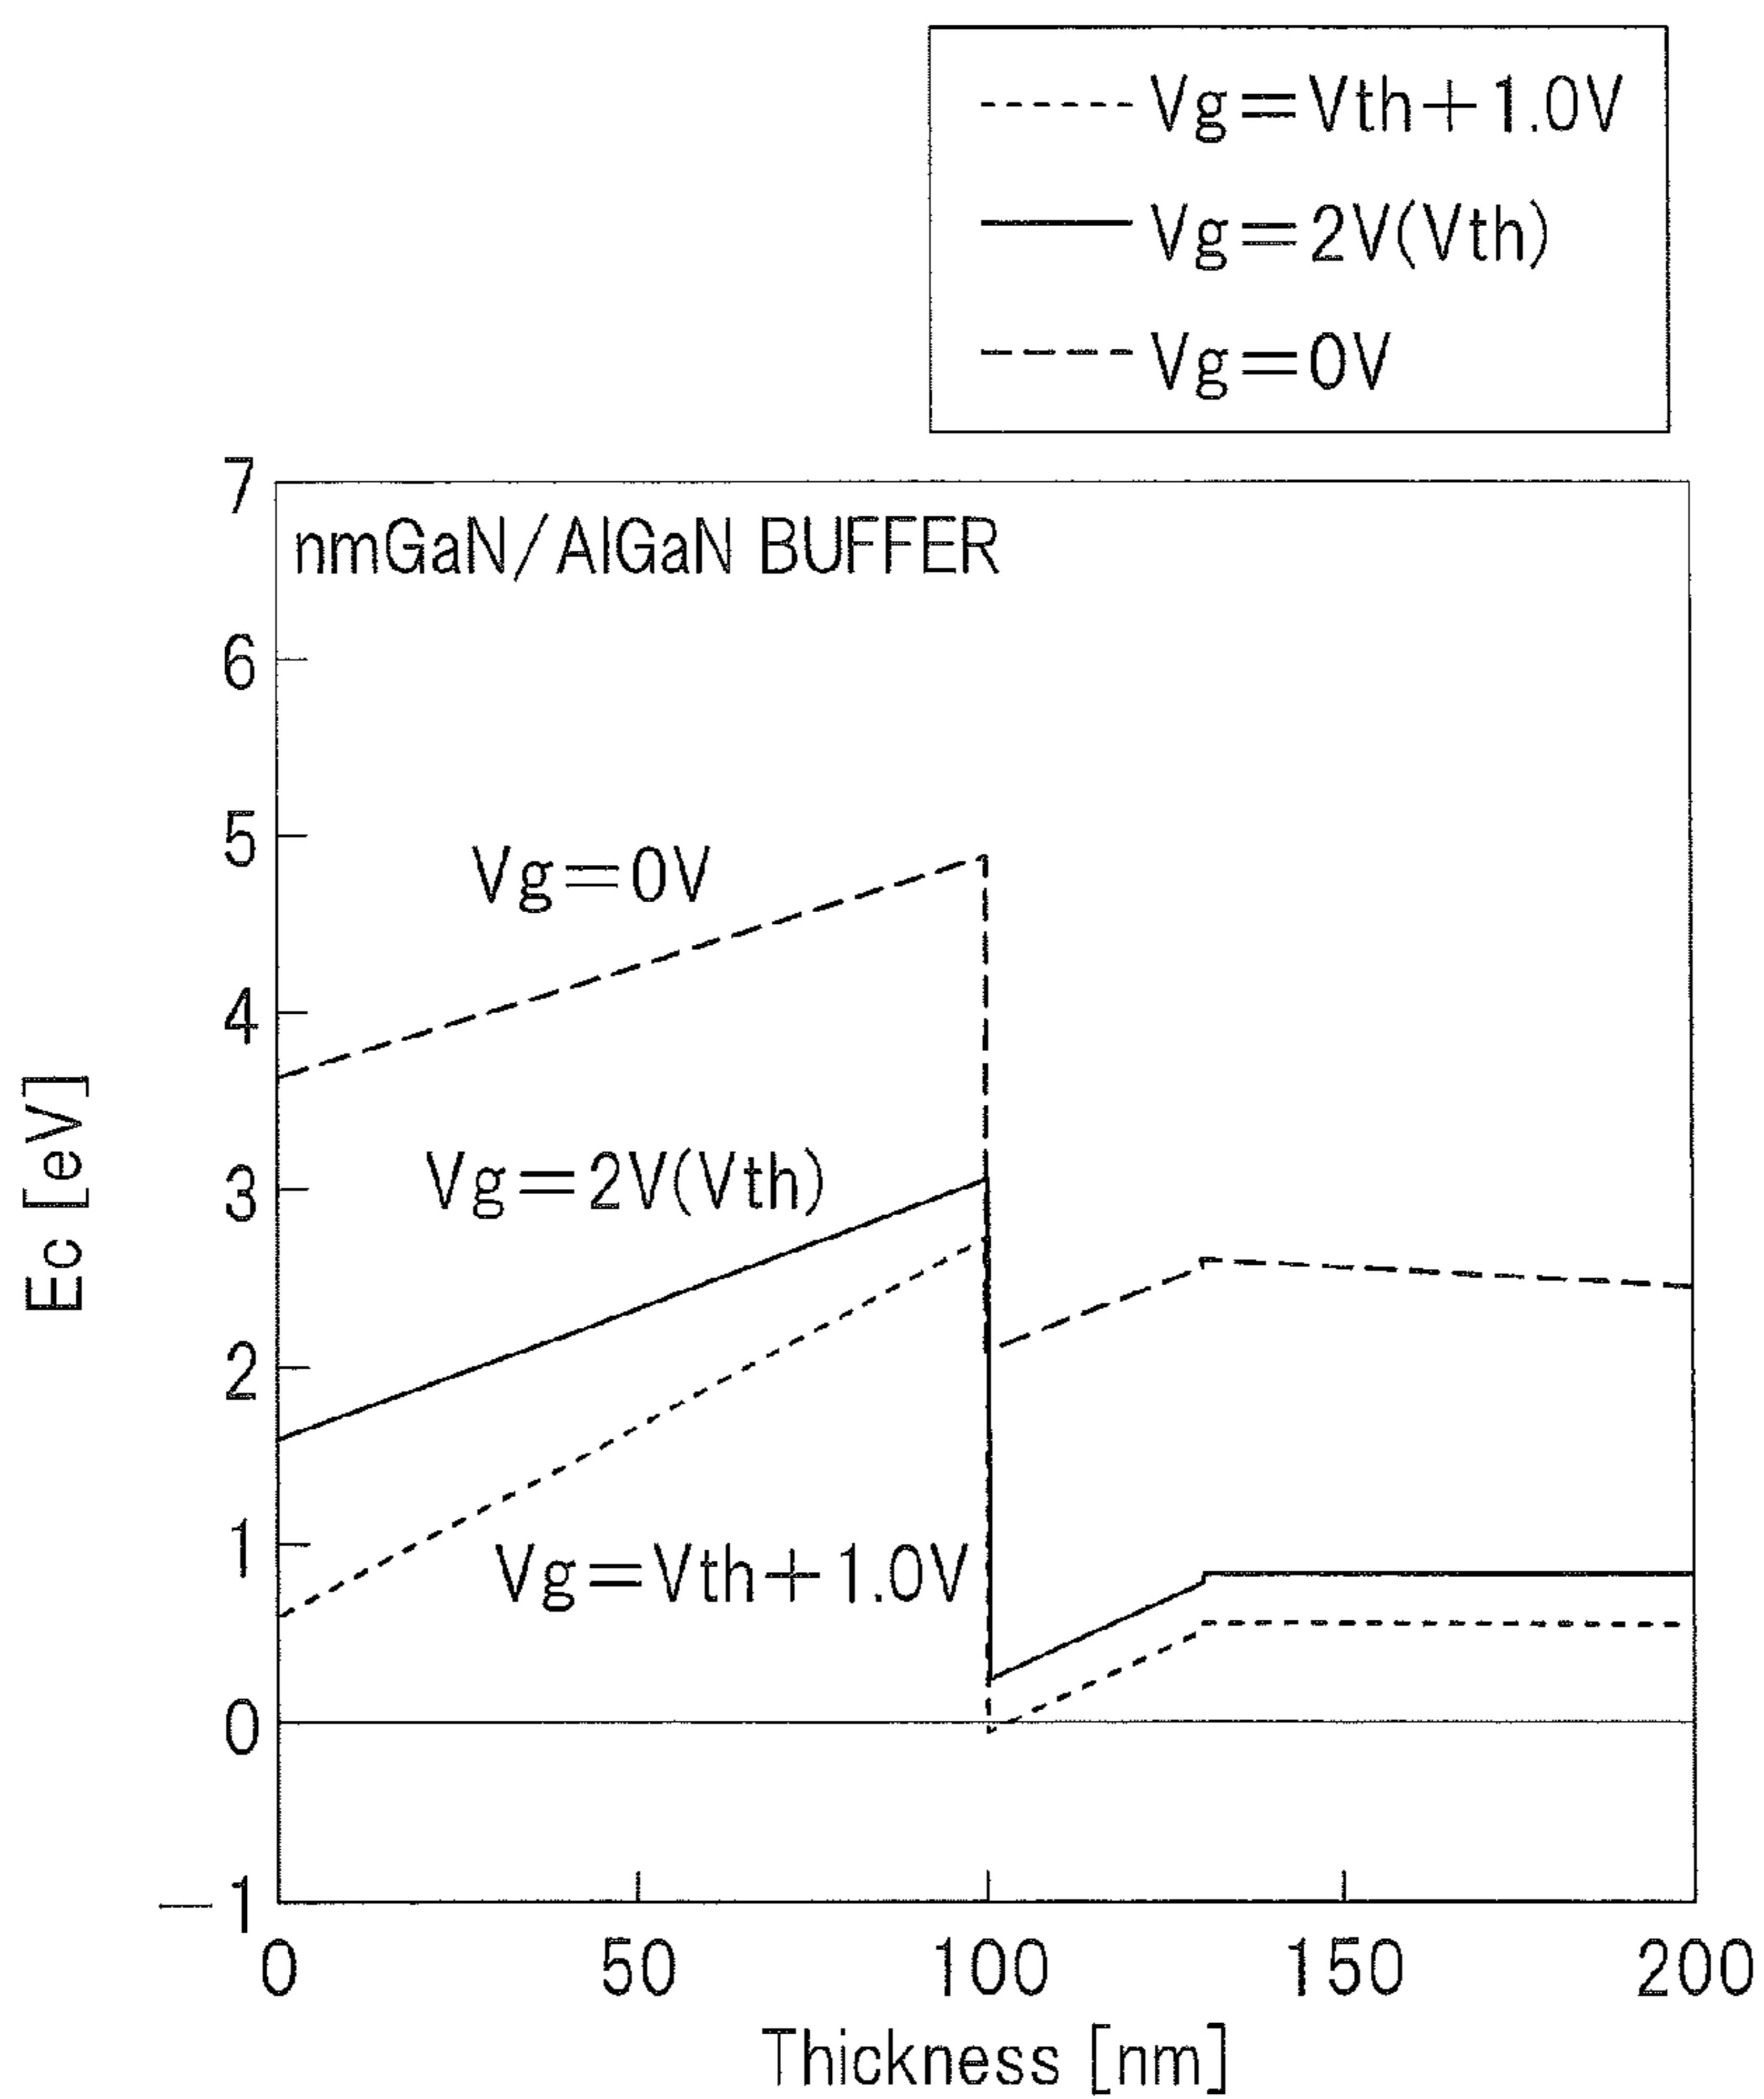 Vg=Vth+1.0V
Vg=2V(Vth)
Vg=0V
7
nmGaN/AlGaN BUFFER
6
5
Vg=0V
4
Ec [eV]
Vg=2V(Vth)
3
2
1
Vg=Vth+1.0V
0
-1
0 50 100 150 200
Thickness [nm]